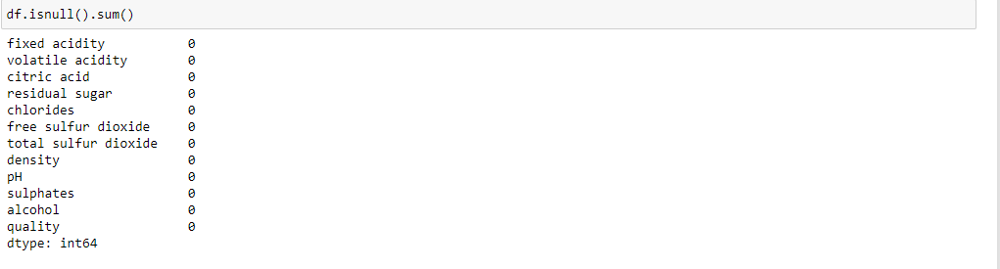 df.isnull().sum()
fixed acidity 0
volatile acidity 0
citric acid 0
residual sugar 0
chlorides 0
free sulfur dioxide 0
total sulfur dioxide 0
density 0
pH 0
sulphates 0
alcohol 0
quality 0
dtype: int64